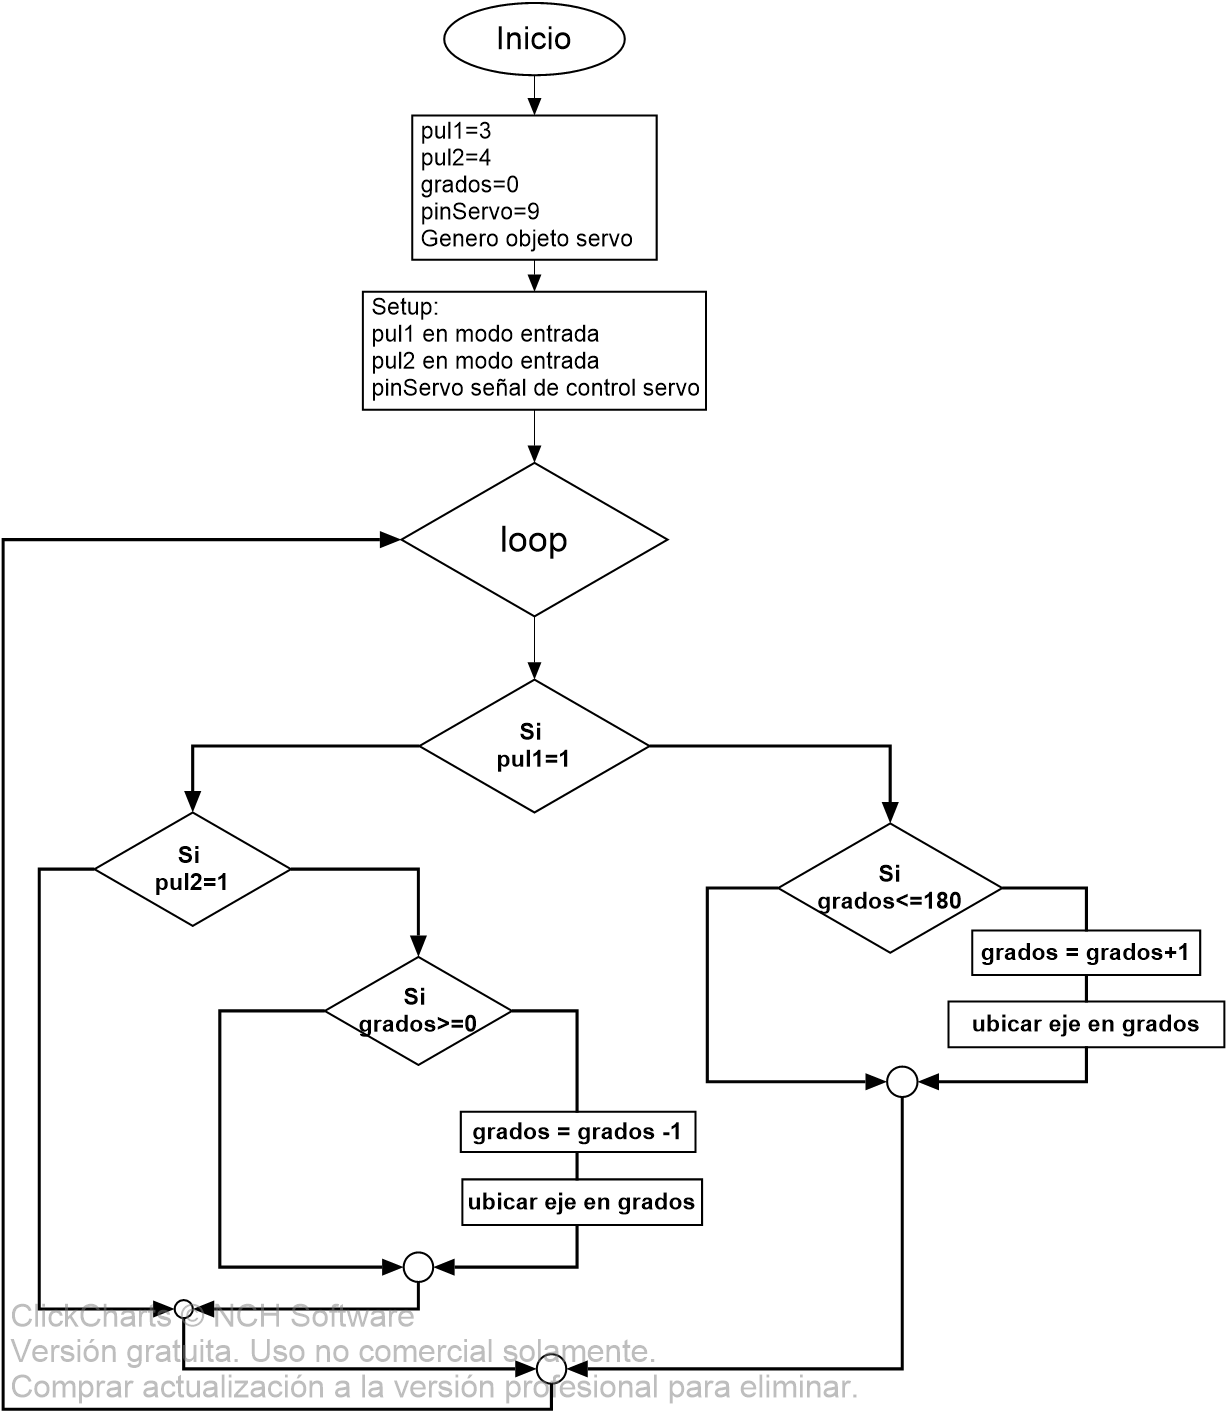 Inicio
pul1=3
pul2=4
grados=0
pinServo=9
Genero objeto servo
Setup:
pul1 en modo entrada
pul2 en modo entrada
pinServo señal de control servo
loop
Si
pul1=1
Si
pul2=1
Si
grados<=180
grados = grados+1
ubicar eje en grados
Si
grados>=0
grados = grados -1
ubicar eje en grados
ClickCharts © NCH Software
Versión gratuita. Uso no comercial solamente.
Comprar actualización a la versión profesional para eliminar.